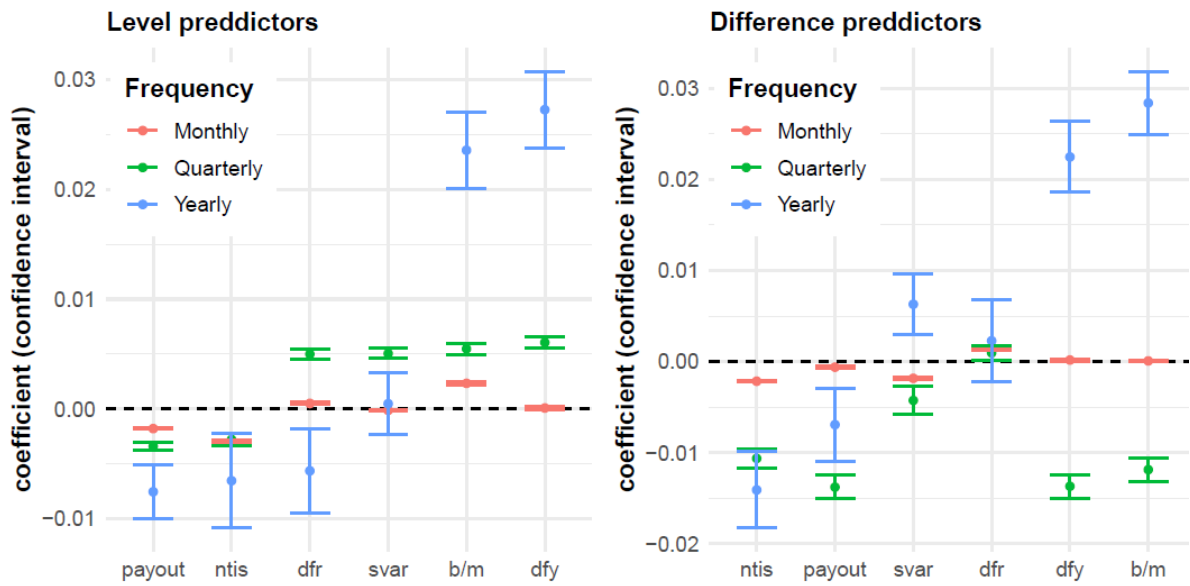 Level preddictors
coefficient (confidence interval)
0.03
0.02
0.01
0.00
−0.01
Frequency
Monthly
Quarterly
Yearly
payout ntis dfr svar b/m dfy
Difference preddictors
coefficient (confidence interval)
0.03
0.02
0.01
0.00
−0.01
−0.02
Frequency
Monthly
Quarterly
Yearly
ntis payout svar dfr dfy b/m